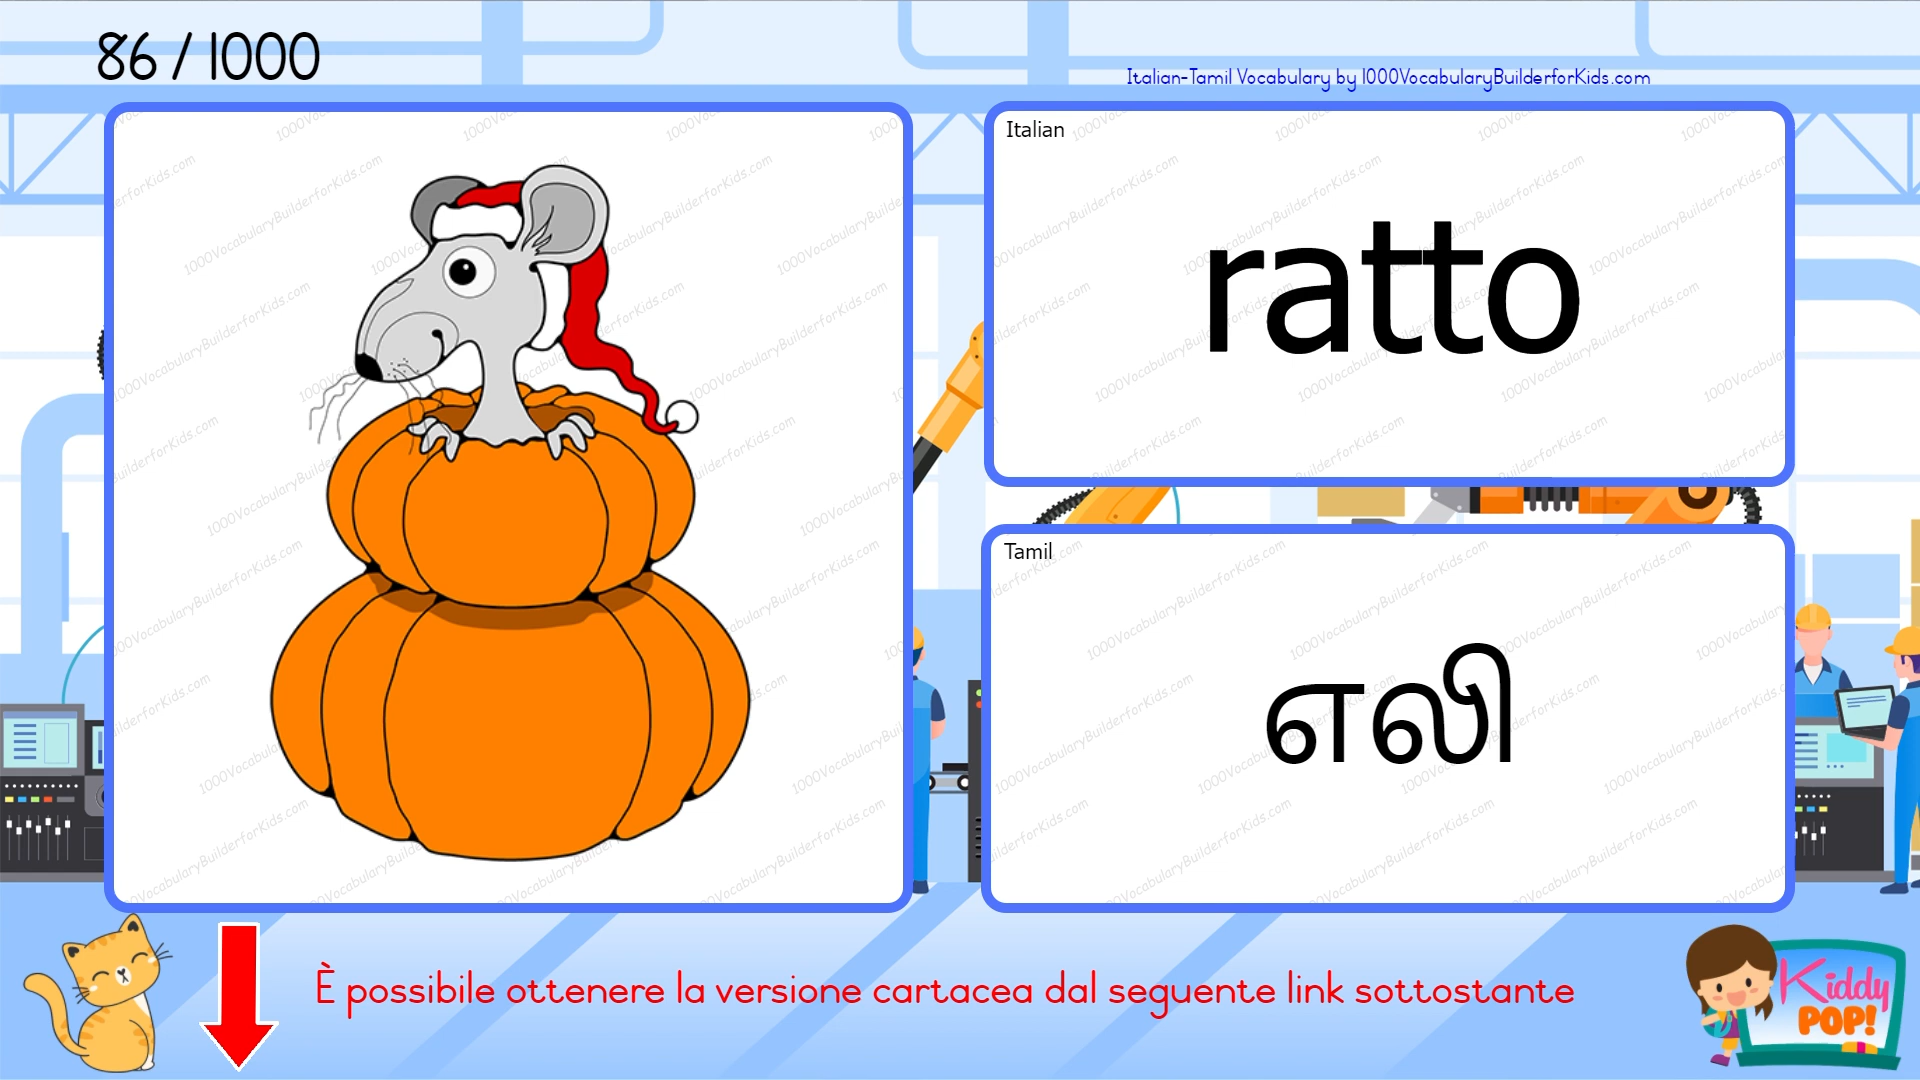 86 / 1000
Italian-Tamil Vocabulary by 1000VocabularyBuilderforKids.com
Italian
ratto
Tamil
எலி
È possibile ottenere la versione cartacea dal seguente link sottostante
Kiddy
POP!